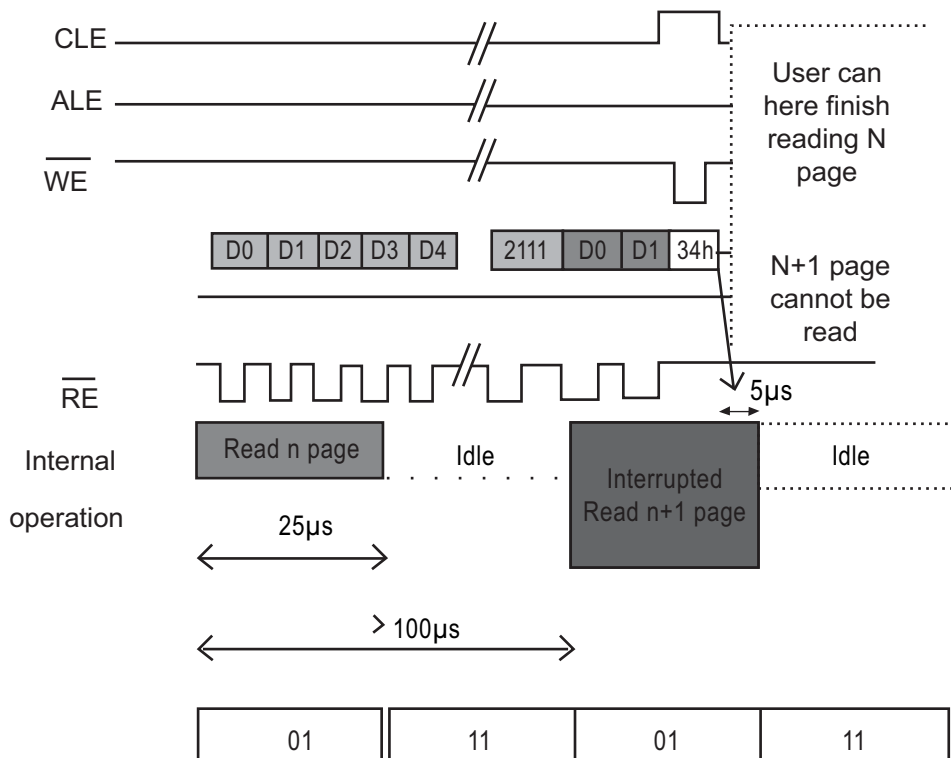 CLE
ALE
WE
User can
here finish
reading N
page
D0 D1 D2 D3 D4 2111 D0 D1 34h
N+1 page
cannot be
read
RE
5µs
Internal
operation
Read n page
Idle
Interrupted
Read n+1 page
Idle
25µs
> 100µs
01 11 01 11